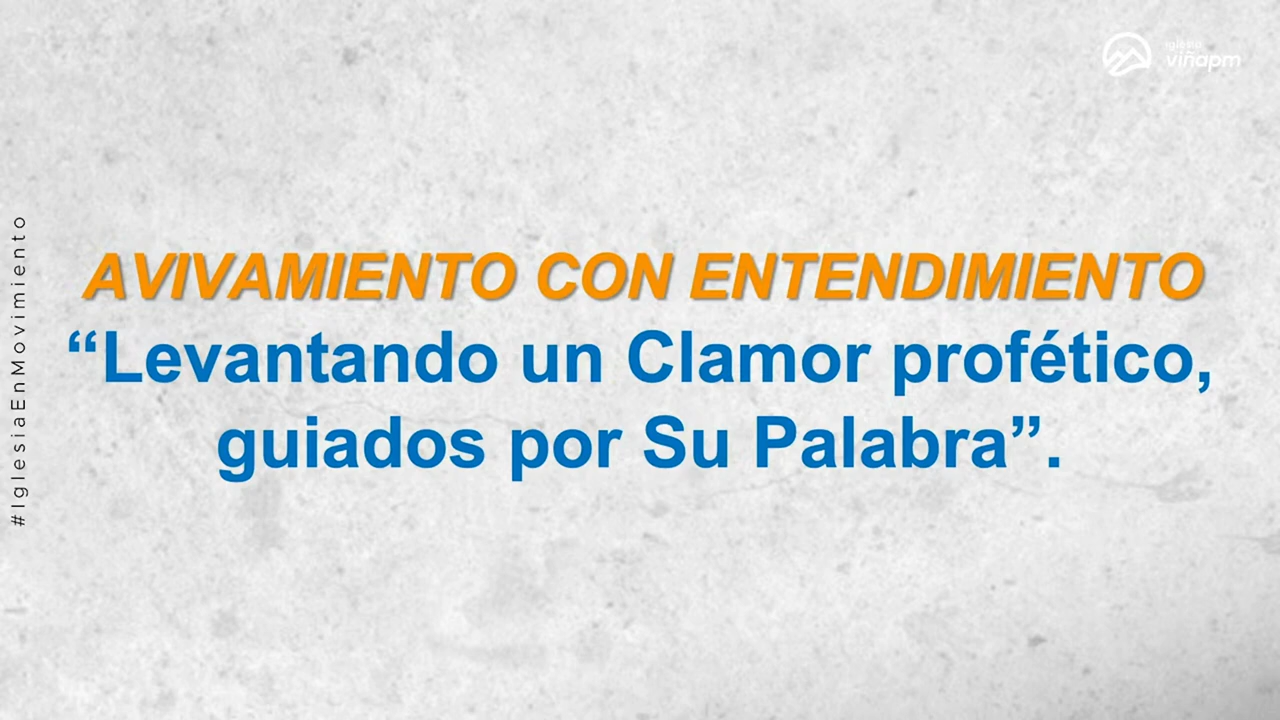 iglesia
viñapm
AVIVAMIENTO CON ENTENDIMIENTO
“Levantando un Clamor profético,
guiados por Su Palabra”.
#IglesiaEnMovimiento